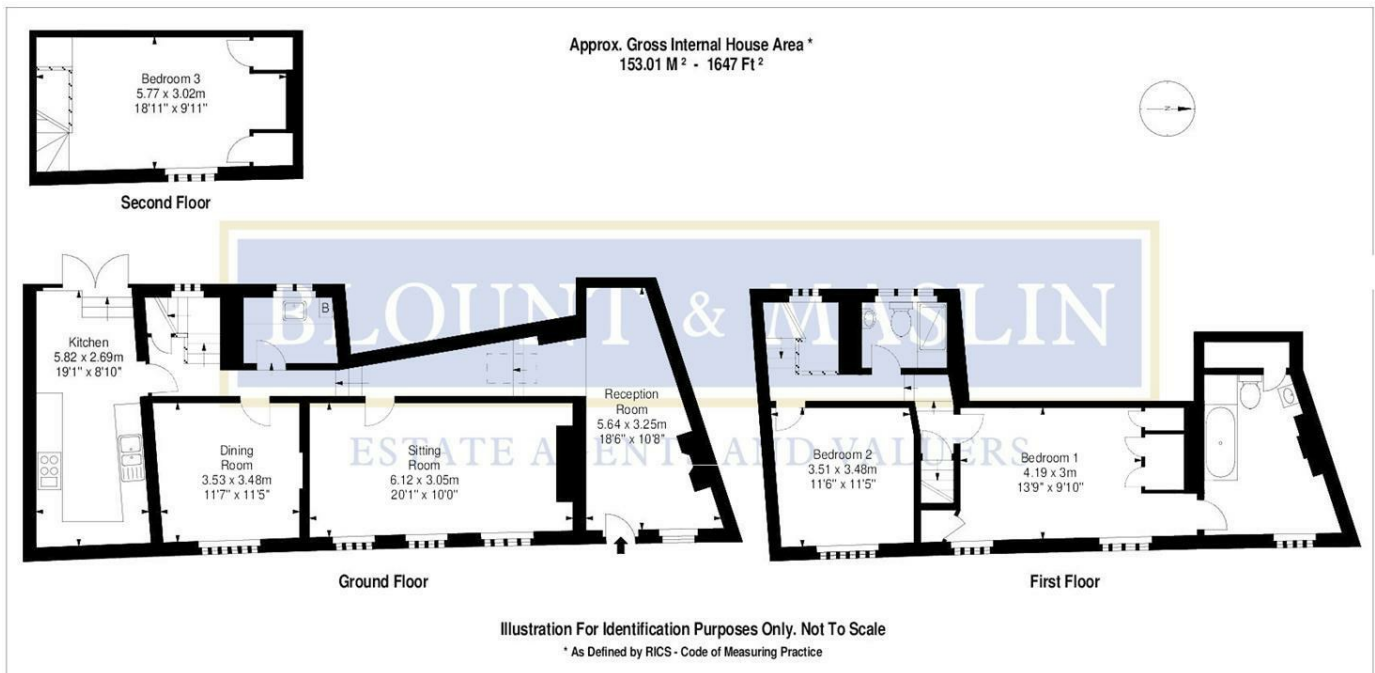 Approx. Gross Internal House Area *
153.01 M ² - 1647 Ft ²
N
Bedroom 3
5.77 x 3.02m
18'11" x 9'11"
Second Floor
BLOUNT & MASLIN
ESTATE AGENTS AND VALUERS
B
Kitchen
5.82 x 2.69m
19'1" x 8'10"
Dining
Room
3.53 x 3.48m
11'7" x 11'5"
Sitting
Room
6.12 x 3.05m
20'1" x 10'0"
Reception
Room
5.64 x 3.25m
18'6" x 10'8"
Ground Floor
Bedroom 2
3.51 x 3.48m
11'6" x 11'5"
Bedroom 1
4.19 x 3m
13'9" x 9'10"
First Floor
Illustration For Identification Purposes Only. Not To Scale
* As Defined by RICS - Code of Measuring Practice